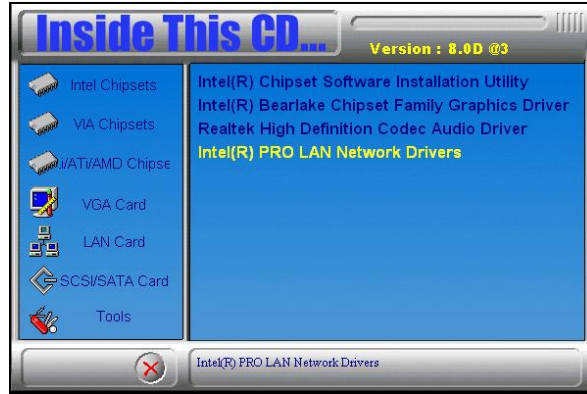 Inside This CD...
Version : 8.0D @3
Intel Chipsets
VIA Chipsets
i/ATi/AMD Chipse
VGA Card
LAN Card
SCSI/SATA Card
Tools
Intel(R) Chipset Software Installation Utility
Intel(R) Bearlake Chipset Family Graphics Driver
Realtek High Definition Codec Audio Driver
Intel(R) PRO LAN Network Drivers
Intel(R) PRO LAN Network Drivers